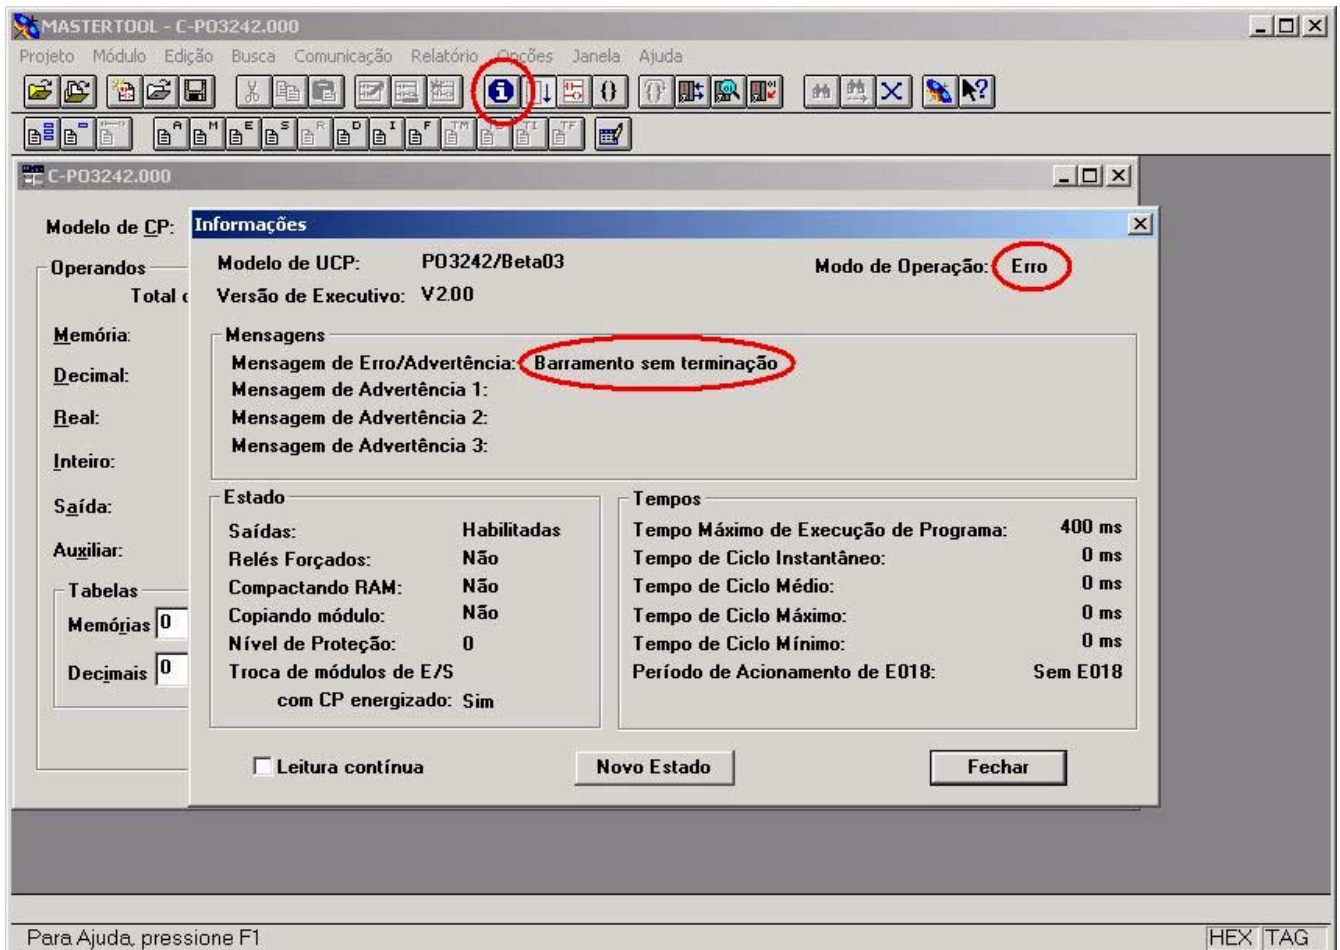 MASTERTOOL - C-PO3242.000
Projeto Módulo Edição Busca Comunicação Relatório Opções Janela Ajuda
A M E S R D I F TM TI TF
C-PO3242.000
Modelo de CP:
Informações
Modelo de UCP: PO3242/Beta03
Modo de Operação: Erro
Operandos
Total
Versão de Executivo: V2.00
Memória:
Decimal:
Real:
Inteiro:
Saída:
Auxiliar:
Tabelas
Memórias 0
Decimais 0
Mensagens
Mensagem de Erro/Advertência: Barramento sem terminação
Mensagem de Advertência 1:
Mensagem de Advertência 2:
Mensagem de Advertência 3:
Estado
Saídas: Habilitadas
Relés Forçados: Não
Compactando RAM: Não
Copiando módulo: Não
Nível de Proteção: 0
Troca de módulos de E/S
com CP energizado: Sim
Tempos
Tempo Máximo de Execução de Programa: 400 ms
Tempo de Ciclo Instantâneo: 0 ms
Tempo de Ciclo Médio: 0 ms
Tempo de Ciclo Máximo: 0 ms
Tempo de Ciclo Mínimo: 0 ms
Período de Acionamento de E018: Sem E018
Leitura contínua
Novo Estado
Fechar
Para Ajuda, pressione F1
HEX TAG